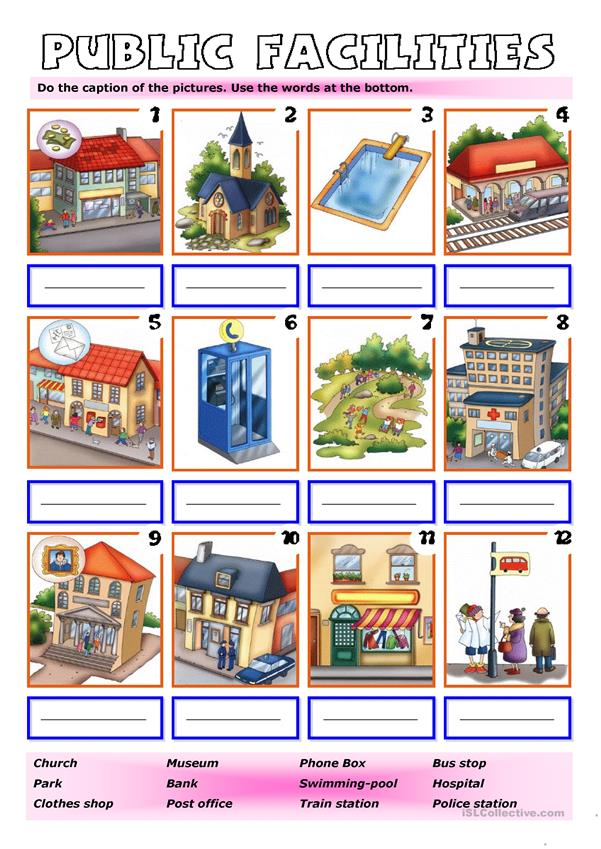 PUBLIC FACILITIES
Do the caption of the pictures. Use the words at the bottom.
1 2 3 4
5 6 7 8
9 10 11 12
Church Museum Phone Box Bus stop
Park Bank Swimming-pool Hospital
Clothes shop Post office Train station Police station
iSLCollective.com